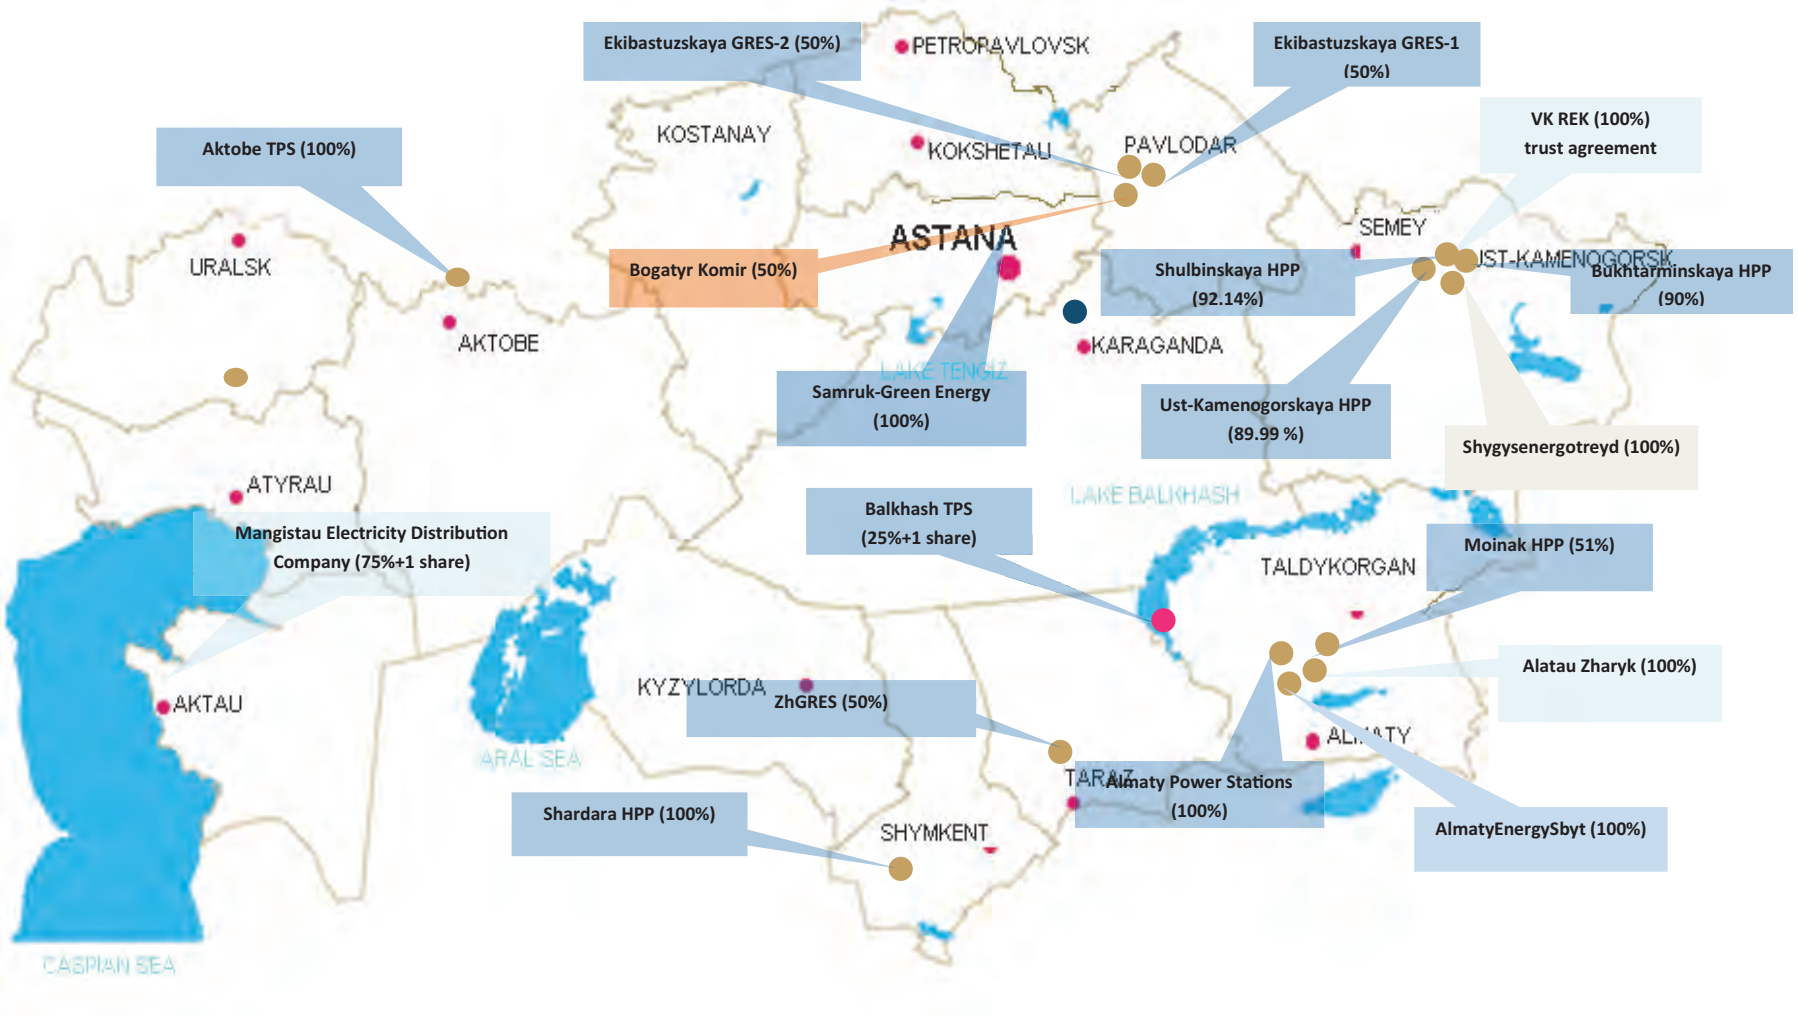 Ekibastuzskaya GRES-2 (50%)
PETROPAVLOVSK
Ekibastuzskaya GRES-1
(50%)
VK REK (100%)
trust agreement
KOSTANAY
Aktobe TPS (100%)
KOKSHETAU
PAVLODAR
SEMEY
ASTANA
URALSK
Bogatyr Komir (50%)
Shulbinskaya HPP
(92.14%)
UST-KAMENOGORSK
Bukhtarminskaya HPP
(90%)
AKTOBE
KARAGANDA
LAKE TENGIZ
Samruk-Green Energy
(100%)
Ust-Kamenogorskaya HPP
(89.99 %)
Shygysenergotreyd (100%)
ATYRAU
LAKE BALKHASH
Balkhash TPS
(25%+1 share)
Mangistau Electricity Distribution
Company (75%+1 share)
Moinak HPP (51%)
TALDYKORGAN
Alatau Zharyk (100%)
KYZYLORDA
ZhGRES (50%)
AKTAU
ALMATY
ARAL SEA
TARAZ
Almaty Power Stations
(100%)
Shardara HPP (100%)
SHYMKENT
AlmatyEnergySbyt (100%)
CASPIAN SEA